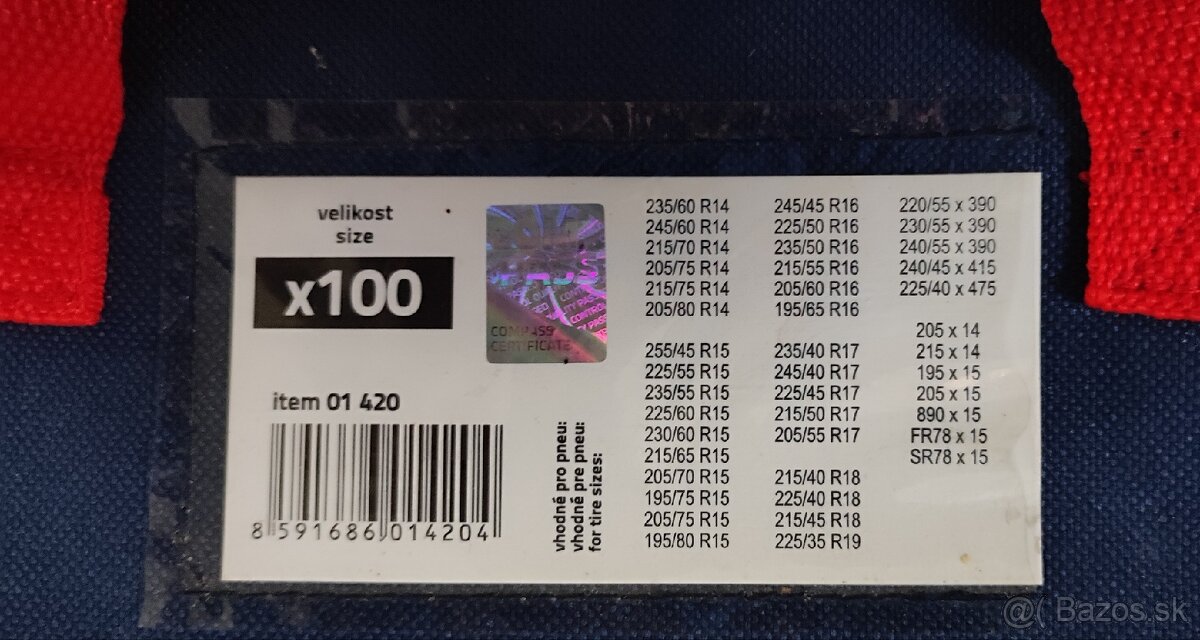 velikost
size
x100
COMPASS
CERTIFICATE
item 01 420
8 591686 014204
vhodné pro pneu:
vhodné pre pneu:
for tire sizes:
235/60 R14
245/60 R14
215/70 R14
205/75 R14
215/75 R14
205/80 R14
255/45 R15
225/55 R15
235/55 R15
225/60 R15
230/60 R15
215/65 R15
205/70 R15
195/75 R15
205/75 R15
195/80 R15
245/45 R16
225/50 R16
235/50 R16
215/55 R16
205/60 R16
195/65 R16
235/40 R17
245/40 R17
225/45 R17
215/50 R17
205/55 R17
215/40 R18
225/40 R18
215/45 R18
225/35 R19
220/55 x 390
230/55 x 390
240/55 x 390
240/45 x 415
225/40 x 475
205 x 14
215 x 14
195 x 15
205 x 15
890 x 15
FR78 x 15
SR78 x 15
@( Bazos.sk